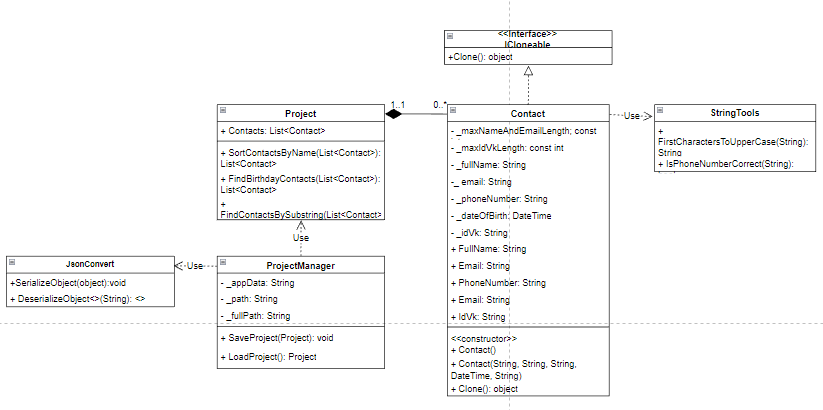 <<Interface>>
ICloneable
+Clone(): object
Project
+ Contacts: List<Contact>
+ SortContactsByName(List<Contact>):
List<Contact>
+ FindBirthdayContacts(List<Contact>):
List<Contact>
+
FindContactsBySubstring(List<Contact>
1..1
0..*
Contact
- _maxNameAndEmailLength; const
- _maxIdVkLength: const int
- _fullName: String
- _ email: String
- _phoneNumber: String
- _dateOfBirth: DateTime
- _idVk: String
+ FullName: String
+ Email: String
+ PhoneNumber: String
+ Email: String
+ IdVk: String
<<constructor>>
+ Contact()
+ Contact(String, String, String,
DateTime, String)
+ Clone(): object
Use
StringTools
+
FirstCharactersToUpperCase(String):
String
+ IsPhoneNumberCorrect(String):
Use
JsonConvert
+SerializeObject(object):void
+ DeserializeObject<>(String): <>
Use
ProjectManager
- _appData: String
- _path: String
- _fullPath: String
+ SaveProject(Project): void
+ LoadProject(): Project